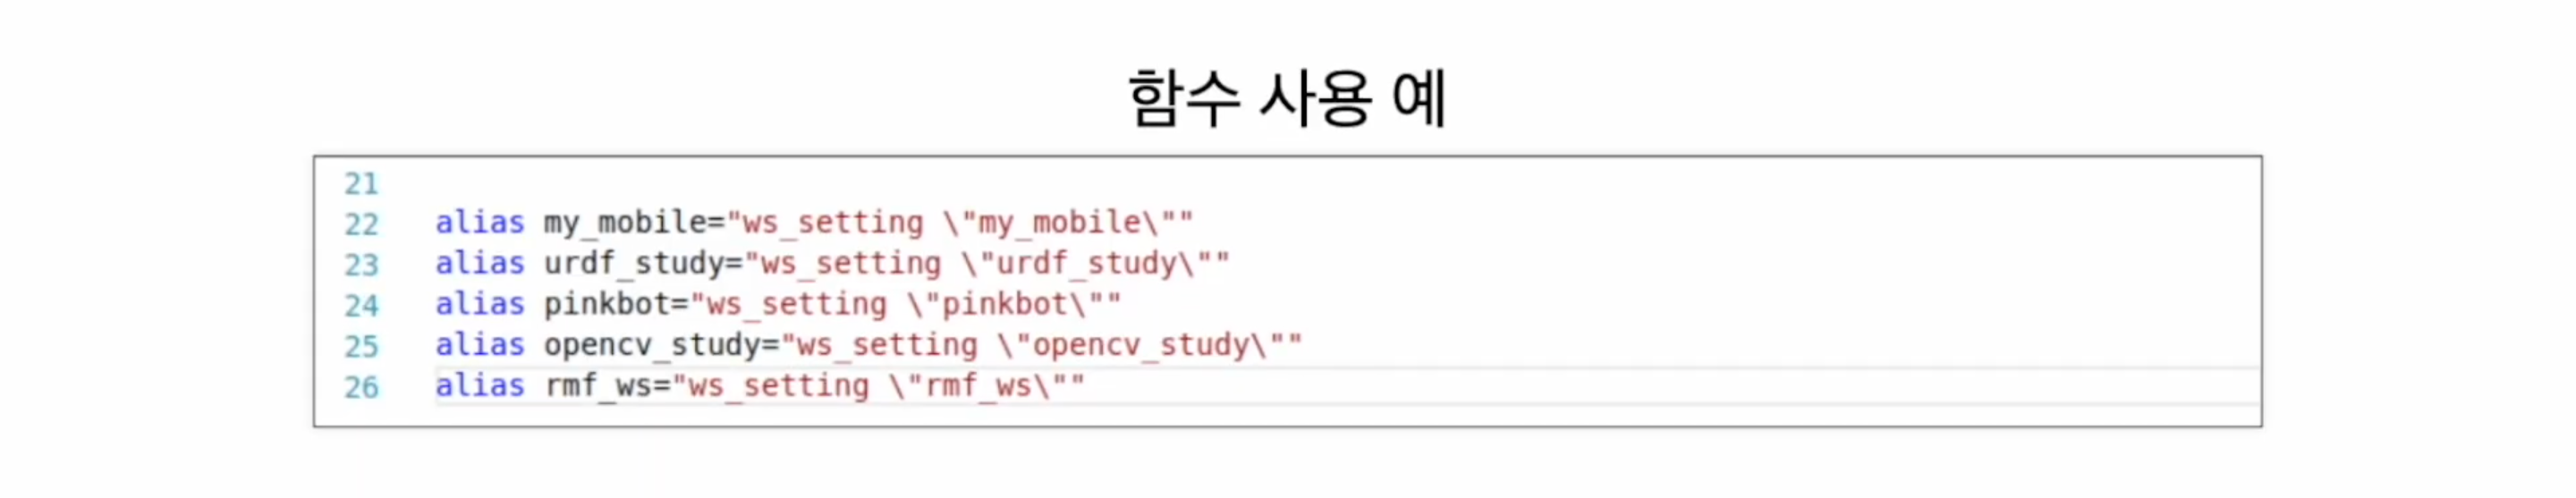 함수 사용 예
21
22 alias my_mobile="ws_setting \"my_mobile\""
23 alias urdf_study="ws_setting \"urdf_study\""
24 alias pinkbot="ws_setting \"pinkbot\""
25 alias opencv_study="ws_setting \"opencv_study\""
26 alias rmf_ws="ws_setting \"rmf_ws\""